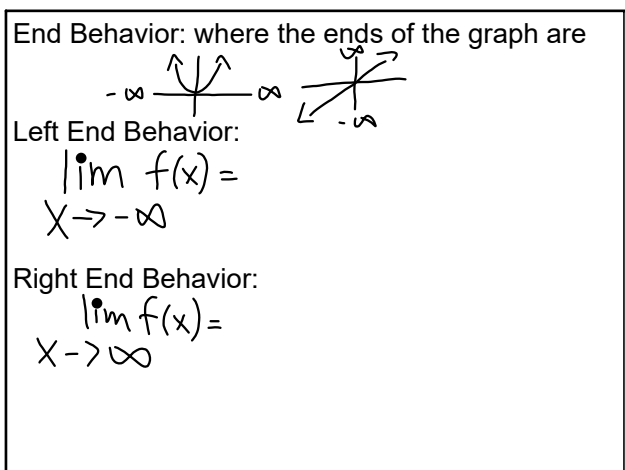 End Behavior: where the ends of the graph are
∞
-∞ ∞
-∞
Left End Behavior:
lim f(x) =
x→-∞
Right End Behavior:
lim f(x) =
x->∞